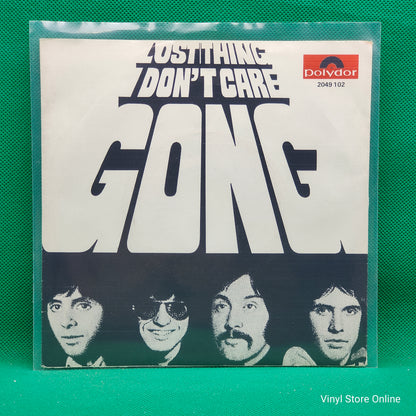 LOST THING
I DON'T CARE
polydor
2049 102
GONG
Vinyl Store Online